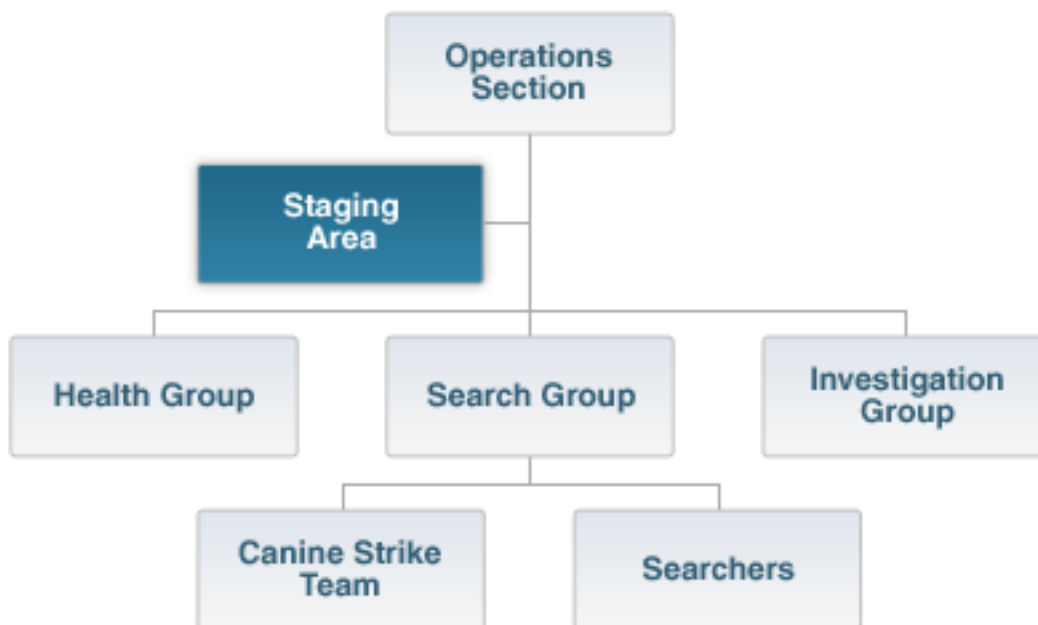 Operations
Section
Staging
Area
Health Group
Search Group
Investigation
Group
Canine Strike
Team
Searchers